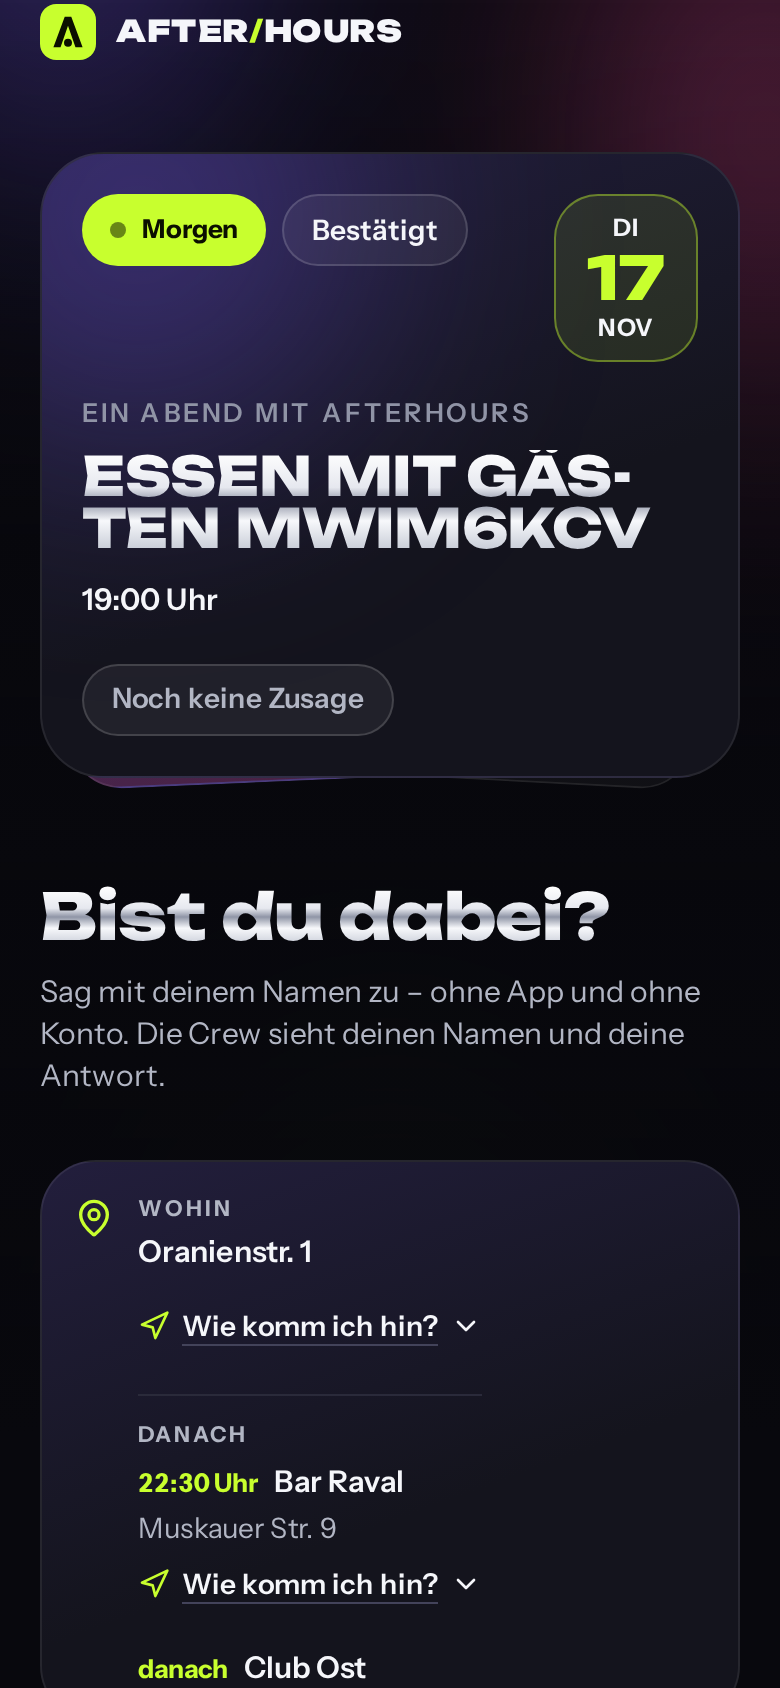 AFTER/HOURS
Morgen
Bestätigt
DI
17
NOV
EIN ABEND MIT AFTERHOURS
ESSEN MIT GÄS-
TEN MWIM6KCV
19:00 Uhr
Noch keine Zusage
Bist du dabei?
Sag mit deinem Namen zu – ohne App und ohne
Konto. Die Crew sieht deinen Namen und deine
Antwort.
WOHIN
Oranienstr. 1
Wie komm ich hin?
DANACH
22:30 Uhr Bar Raval
Muskauer Str. 9
Wie komm ich hin?
danach Club Ost